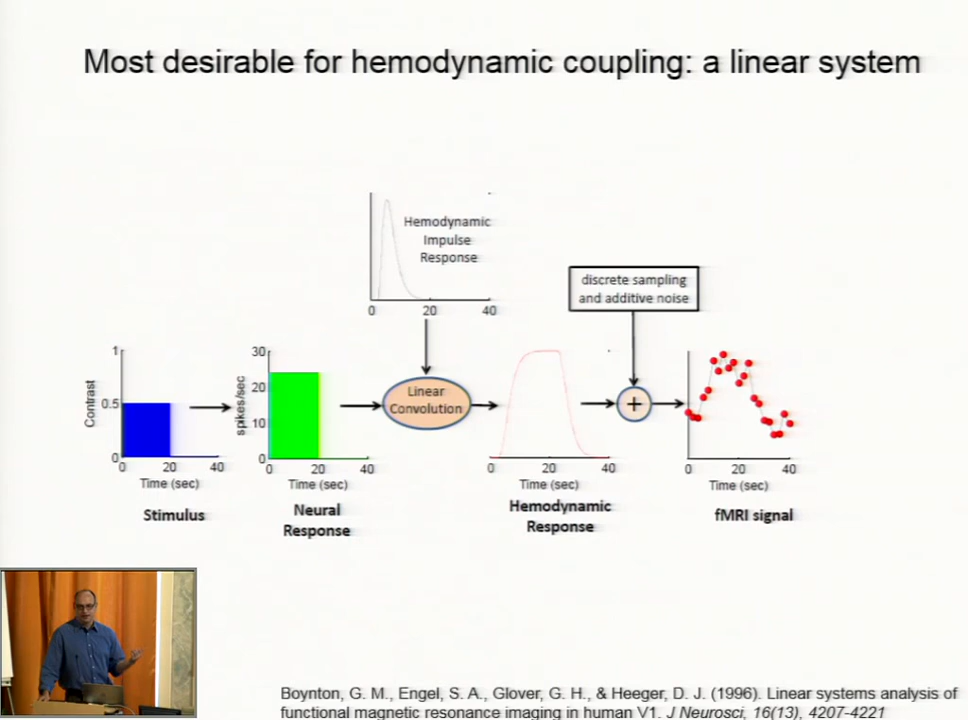 Most desirable for hemodynamic coupling: a linear system
Hemodynamic
Impulse
Response
0 20 40
discrete sampling
and additive noise
1
0.5
0
Contrast
0 20 40
Time (sec)
Stimulus
30
20
10
0
spikes/sec
0 20 40
Time (sec)
Neural
Response
Linear
Convolution
0 20 40
Time (sec)
Hemodynamic
Response
+
0 20 40
Time (sec)
fMRI signal
Boynton, G. M., Engel, S. A., Glover, G. H., & Heeger, D. J. (1996). Linear systems analysis of
functional magnetic resonance imaging in human V1. J Neurosci, 16(13), 4207-4221